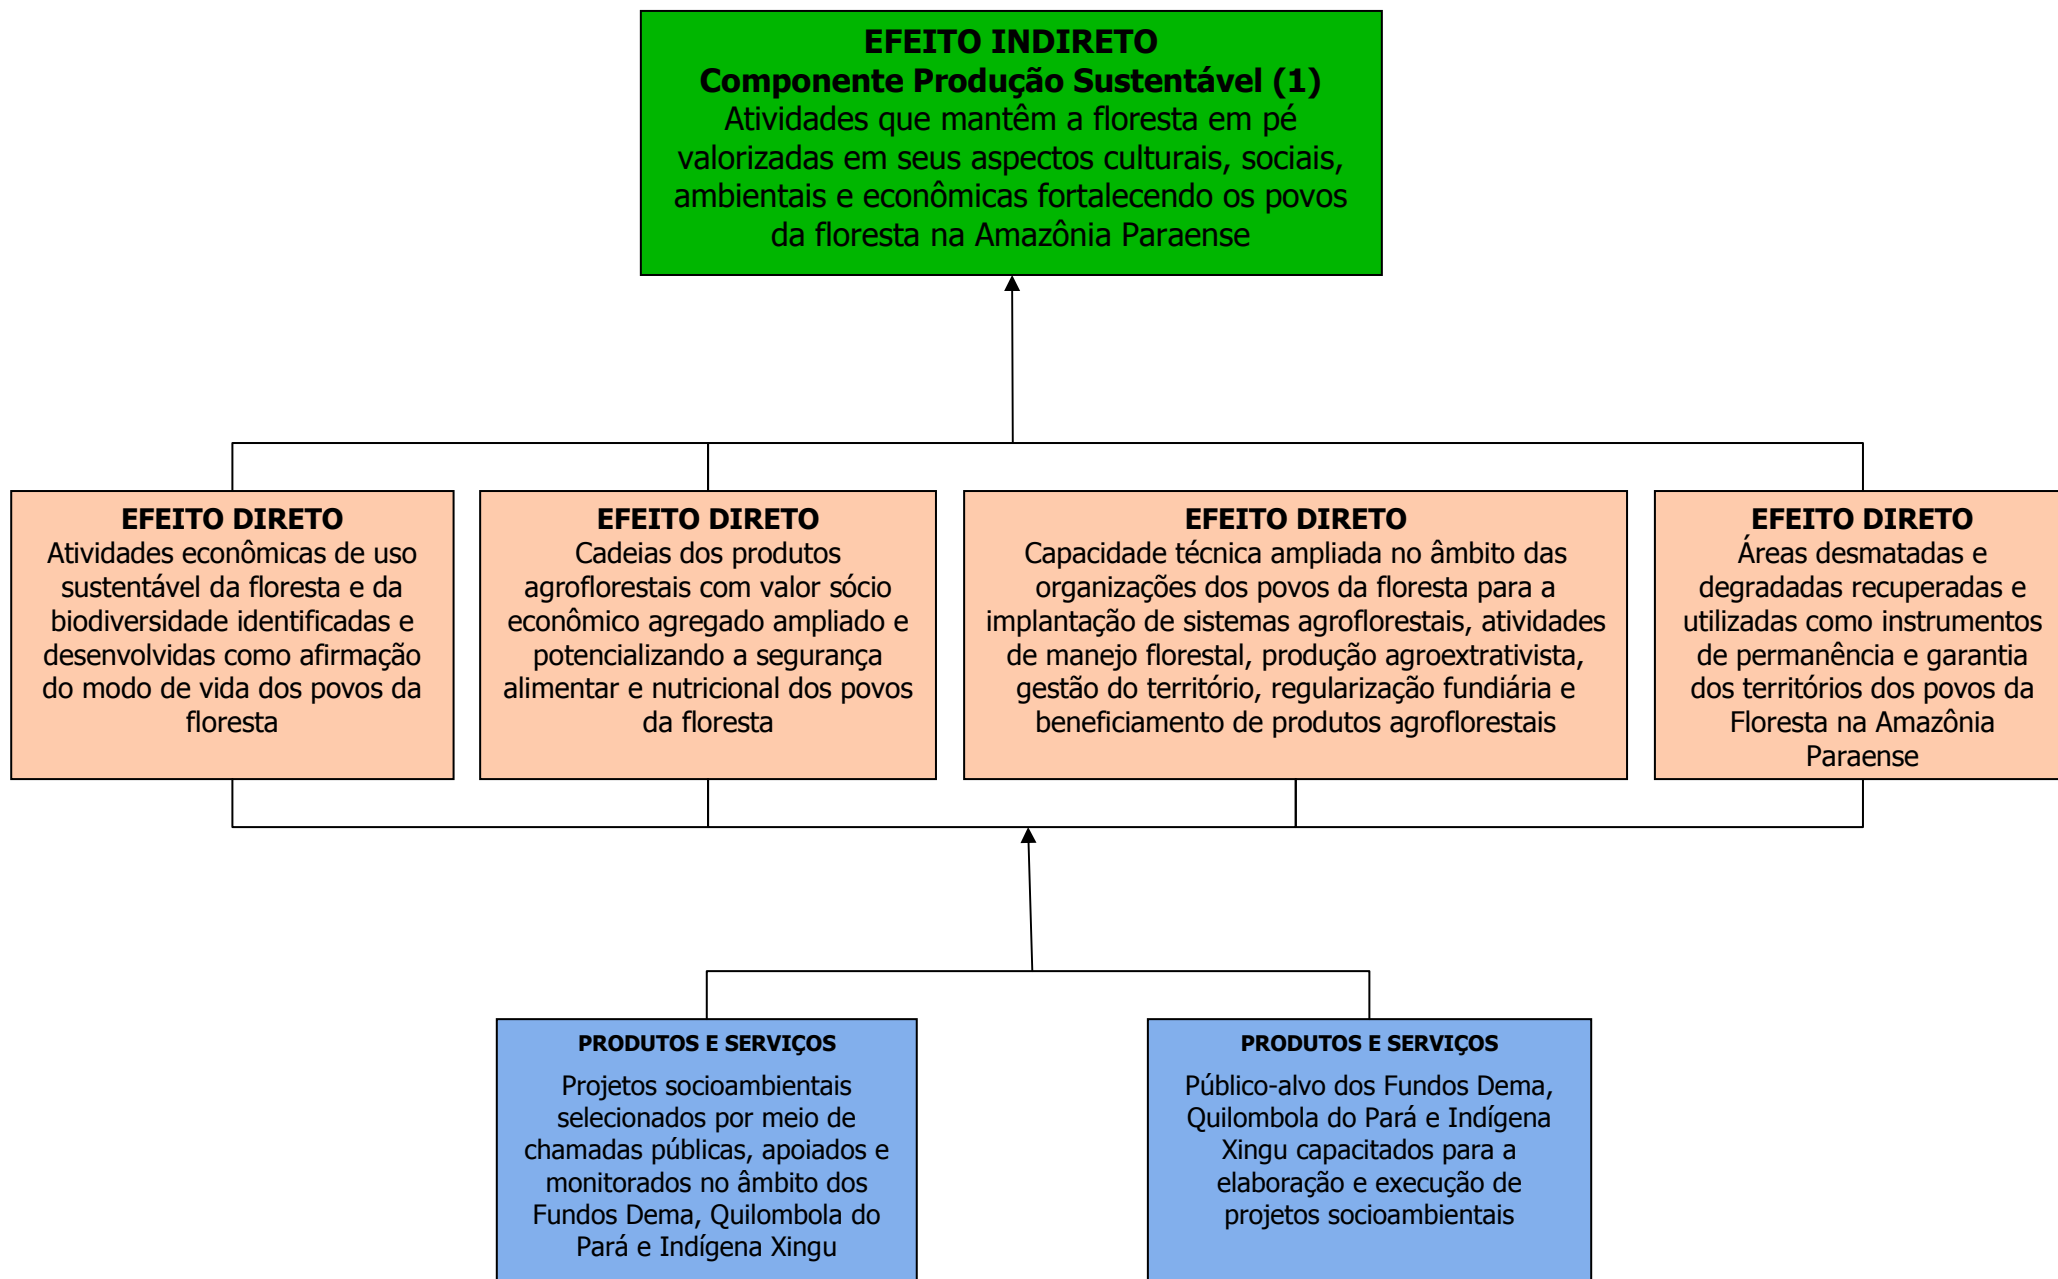 EFEITO INDIRETO
Componente Produção Sustentável (1)
Atividades que mantêm a floresta em pé
valorizadas em seus aspectos culturais, sociais,
ambientais e econômicas fortalecendo os povos
da floresta na Amazônia Paraense
EFEITO DIRETO
Atividades econômicas de uso
sustentável da floresta e da
biodiversidade identificadas e
desenvolvidas como afirmação
do modo de vida dos povos da
floresta
EFEITO DIRETO
Cadeias dos produtos
agroflorestais com valor sócio
econômico agregado ampliado e
potencializando a segurança
alimentar e nutricional dos povos
da floresta
EFEITO DIRETO
Capacidade técnica ampliada no âmbito das
organizações dos povos da floresta para a
implantação de sistemas agroflorestais, atividades
de manejo florestal, produção agroextrativista,
gestão do território, regularização fundiária e
beneficiamento de produtos agroflorestais
EFEITO DIRETO
Áreas desmatadas e
degradadas recuperadas e
utilizadas como instrumentos
de permanência e garantia
dos territórios dos povos da
Floresta na Amazônia
Paraense
PRODUTOS E SERVIÇOS
Projetos socioambientais
selecionados por meio de
chamadas públicas, apoiados e
monitorados no âmbito dos
Fundos Dema, Quilombola do
Pará e Indígena Xingu
PRODUTOS E SERVIÇOS
Público-alvo dos Fundos Dema,
Quilombola do Pará e Indígena
Xingu capacitados para a
elaboração e execução de
projetos socioambientais